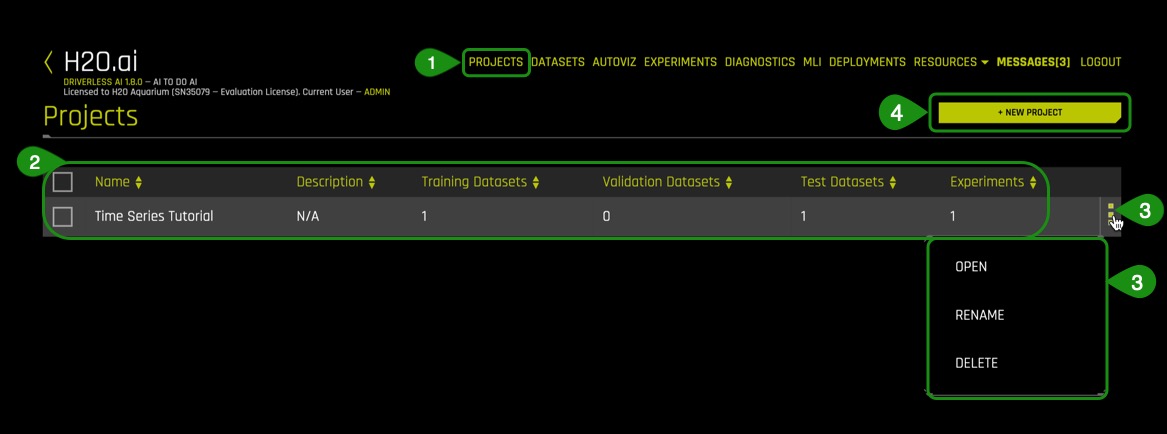 H2O.ai
DRIVERLESS AI 1.8.0 – AI TO DO AI
Licensed to H2O Aquarium (SN35079 – Evaluation License). Current User – ADMIN
1
PROJECTS DATASETS AUTOVIZ EXPERIMENTS DIAGNOSTICS MLI DEPLOYMENTS RESOURCES MESSAGES[3] LOGOUT
Projects
4
+ NEW PROJECT
2
Name Description Training Datasets Validation Datasets Test Datasets Experiments
Time Series Tutorial N/A 1 0 1 1
3
OPEN
3
RENAME
DELETE